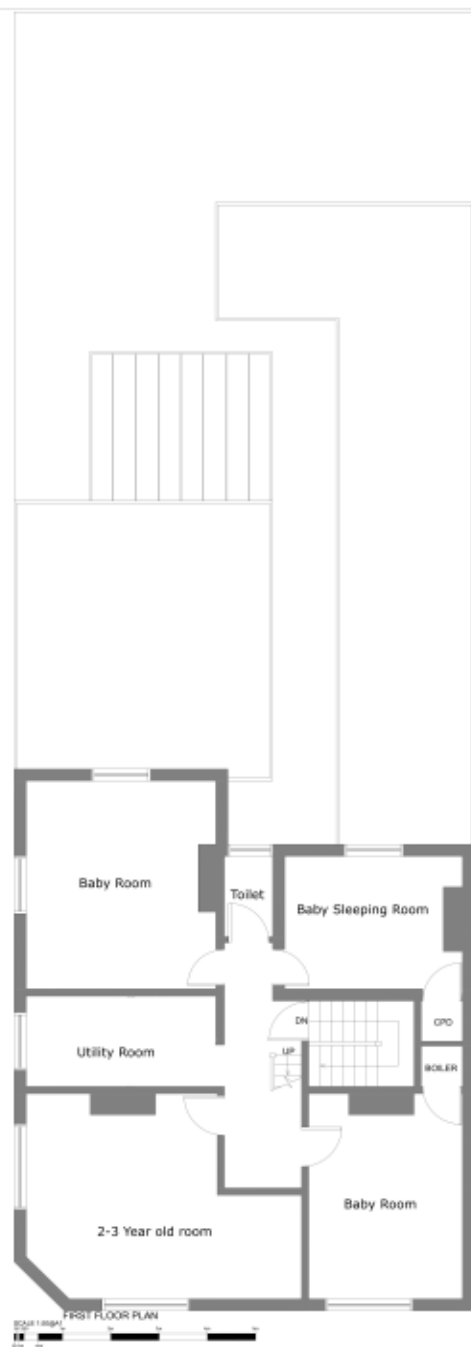 Baby Room
Toilet
Baby Sleeping Room
DN
CPD
UP
Utility Room
BOILER
Baby Room
2-3 Year old room
FIRST FLOOR PLAN